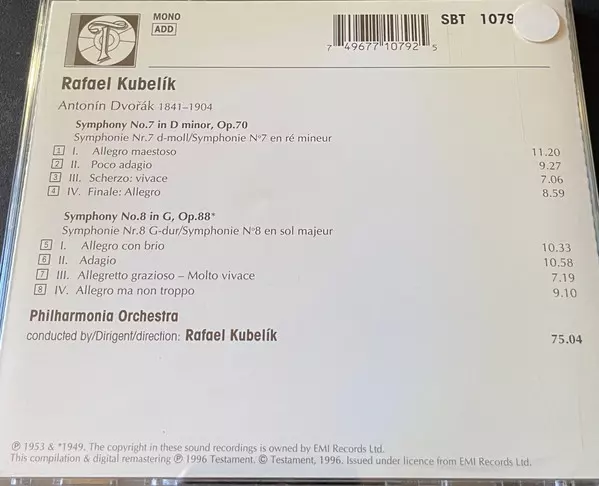 MONO
ADD
SBT 1079
7 49677 10792 5
Rafael Kubelík
Antonín Dvořák 1841–1904
Symphony No.7 in D minor, Op.70
Symphonie Nr.7 d-moll/Symphonie Nº7 en ré mineur
1 I. Allegro maestoso 11.20
2 II. Poco adagio 9.27
3 III. Scherzo: vivace 7.06
4 IV. Finale: Allegro 8.59
Symphony No.8 in G, Op.88*
Symphonie Nr.8 G-dur/Symphonie Nº8 en sol majeur
5 I. Allegro con brio 10.33
6 II. Adagio 10.58
7 III. Allegretto grazioso – Molto vivace 7.19
8 IV. Allegro ma non troppo 9.10
Philharmonia Orchestra
conducted by/Dirigent/direction: Rafael Kubelík 75.04
℗ 1953 & *1949. The copyright in these sound recordings is owned by EMI Records Ltd.
This compilation & digital remastering ℗ 1996 Testament. © Testament, 1996. Issued under licence from EMI Records Ltd.